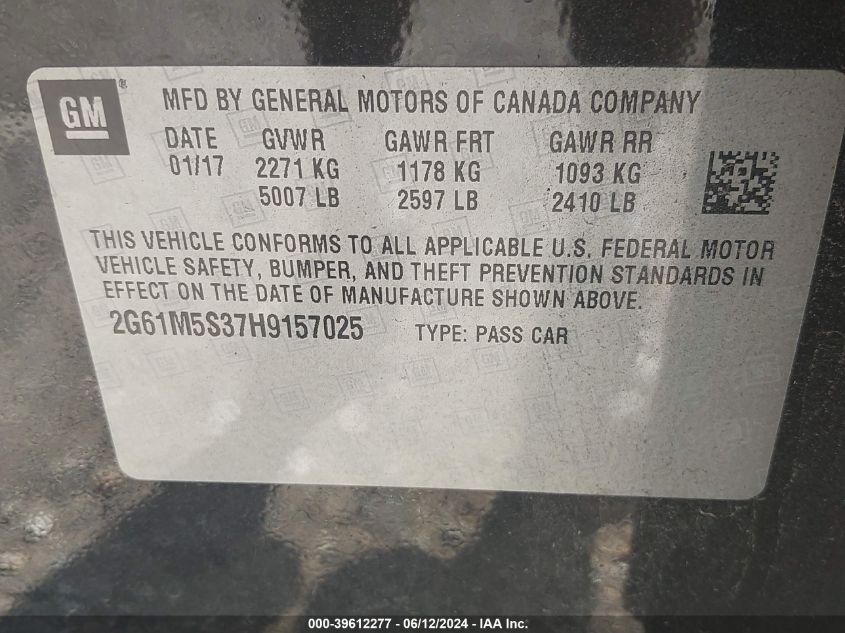 GM ®
MFD BY GENERAL MOTORS OF CANADA COMPANY
DATE GVWR GAWR FRT GAWR RR
01/17 2271 KG 1178 KG 1093 KG
5007 LB 2597 LB 2410 LB
THIS VEHICLE CONFORMS TO ALL APPLICABLE U.S. FEDERAL MOTOR
VEHICLE SAFETY, BUMPER, AND THEFT PREVENTION STANDARDS IN
EFFECT ON THE DATE OF MANUFACTURE SHOWN ABOVE.
2G61M5S37H9157025 TYPE: PASS CAR
000-39612277 - 06/12/2024 - IAA Inc.